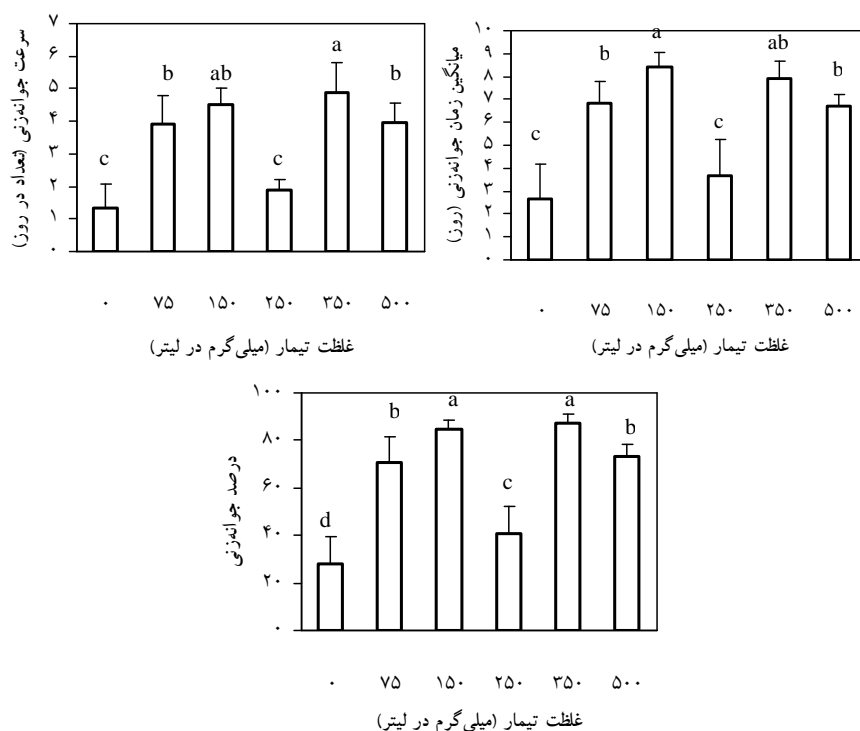 سرعت جوانه‌زنی (تعداد در روز)
۷
۶
۵
۴
۳
۲
۱
۰
c
b
ab
c
a
b
۰ ۷۵ ۱۵۰ ۲۵۰ ۳۵۰ ۵۰۰
غلظت تیمار (میلی‌گرم در لیتر)
میانگین زمان جوانه‌زنی (روز)
۱۰
۹
۸
۷
۶
۵
۴
۳
۲
۱
۰
c
b
a
c
ab
b
۰ ۷۵ ۱۵۰ ۲۵۰ ۳۵۰ ۵۰۰
غلظت تیمار (میلی‌گرم در لیتر)
درصد جوانه‌زنی
۱۰۰
۸۰
۶۰
۴۰
۲۰
۰
d
b
a
c
a
b
۰ ۷۵ ۱۵۰ ۲۵۰ ۳۵۰ ۵۰۰
غلظت تیمار (میلی‌گرم در لیتر)